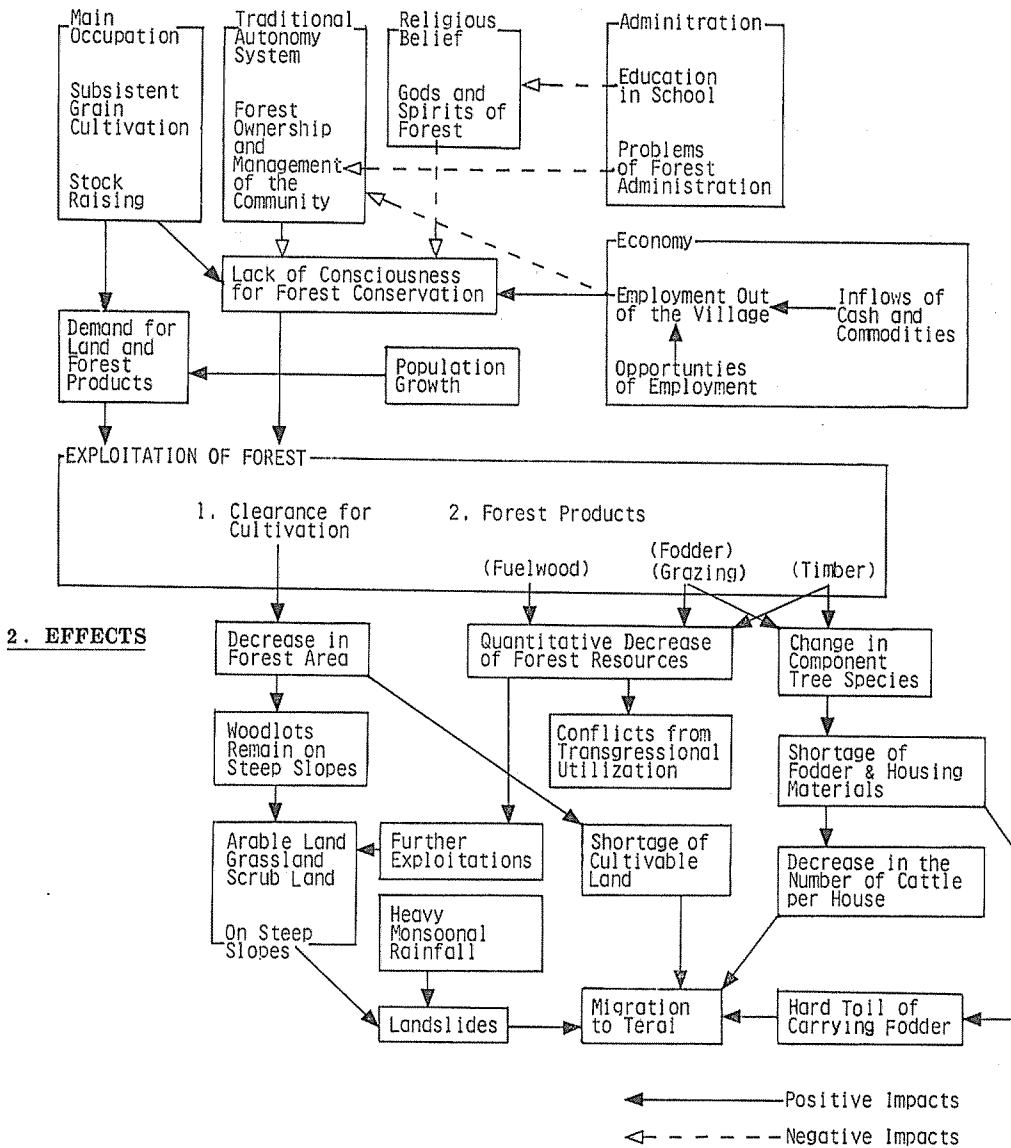 Main
Occupation
Subsistent
Grain
Cultivation
Stock
Raising
Traditional
Autonomy
System
Forest
Ownership
and
Management
of the
Community
Religious
Belief
Gods and
Spirits of
Forest
Adminitration
Education
in School
Problems
of Forest
Administration
Lack of Consciousness
for Forest Conservation
Economy
Employment Out
of the Village
Inflows of
Cash and
Commodities
Opportunties
of Employment
Demand for
Land and
Forest
Products
Population
Growth
EXPLOITATION OF FOREST
1. Clearance for
Cultivation
2. Forest Products
(Fuelwood)
(Fodder)
(Grazing)
(Timber)
2. EFFECTS
Decrease in
Forest Area
Quantitative Decrease
of Forest Resources
Change in
Component
Tree Species
Woodlots
Remain on
Steep Slopes
Conflicts from
Transgressional
Utilization
Shortage of
Fodder & Housing
Materials
Arable Land
Grassland
Scrub Land
On Steep
Slopes
Further
Exploitations
Shortage of
Cultivable
Land
Decrease in the
Number of Cattle
per House
Heavy
Monsoonal
Rainfall
Landslides
Migration
to Terai
Hard Toil of
Carrying Fodder
Positive Impacts
Negative Impacts